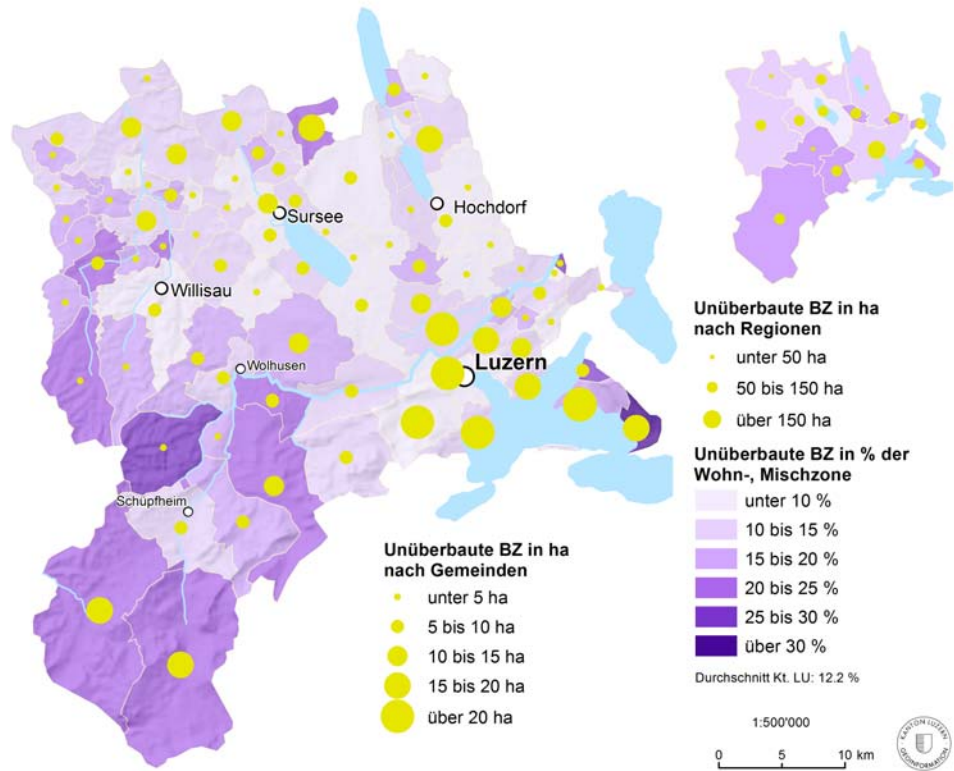 Sursee
Hochdorf
Willisau
Wolhusen
Luzern
Schüpfheim
Unüberbaute BZ in ha
nach Gemeinden
unter 5 ha
5 bis 10 ha
10 bis 15 ha
15 bis 20 ha
über 20 ha
Unüberbaute BZ in ha
nach Regionen
unter 50 ha
50 bis 150 ha
über 150 ha
Unüberbaute BZ in % der
Wohn-, Mischzone
unter 10 %
10 bis 15 %
15 bis 20 %
20 bis 25 %
25 bis 30 %
über 30 %
Durchschnitt Kt. LU: 12.2 %
1:500'000
0 5 10 km
KANTON LUZERN
GEOINFORMATION